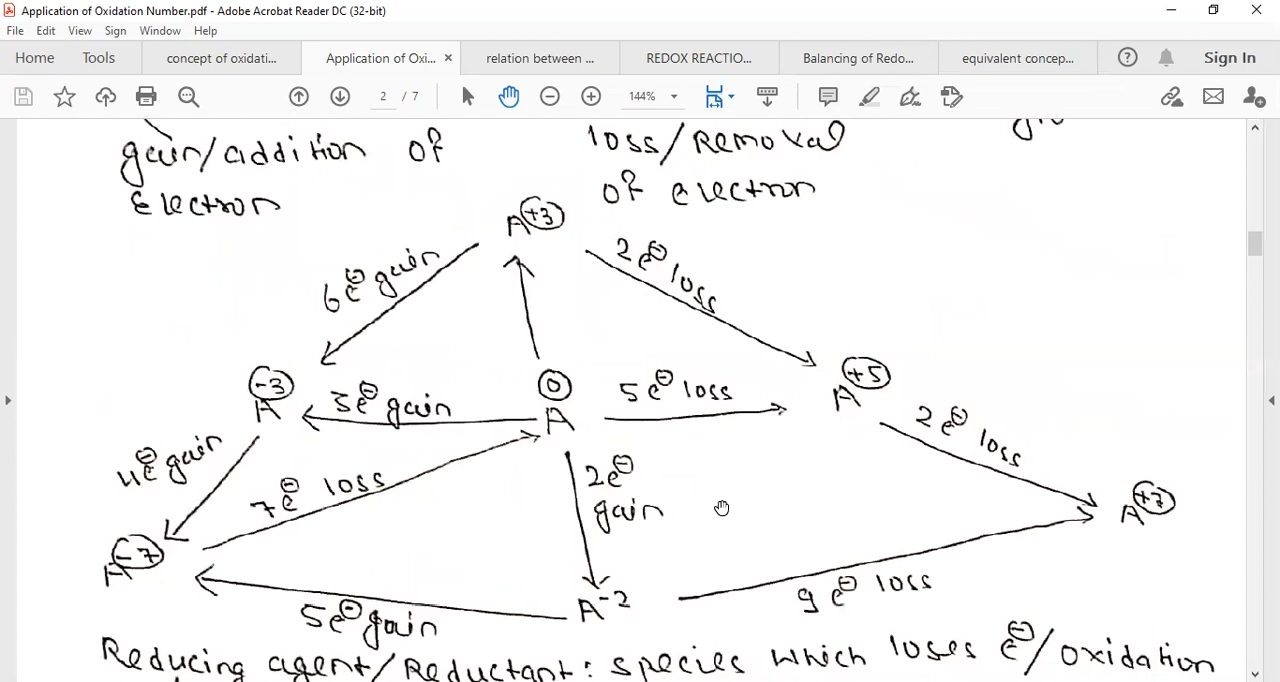 Application of Oxidation Number.pdf - Adobe Acrobat Reader DC (32-bit)
File Edit View Sign Window Help
Home Tools concept of oxidati... Application of Oxi... × relation between ... REDOX REACTIO... Balancing of Redo... equivalent concep... Sign In
2 / 7 144%
gain/addition of
Electron
loss/Removal
of electron
A +3
6e⊖ gain
2e⊖ loss
A -3
3e⊖ gain
A 0
5e⊖ loss
A +5
4e⊖ gain
7e⊖ loss
2e⊖
gain
2e⊖ loss
A +7
A -7
5e⊖ gain
A -2
9e⊖ loss
Reducing agent/Reductant: species which loses e⊖/oxidation